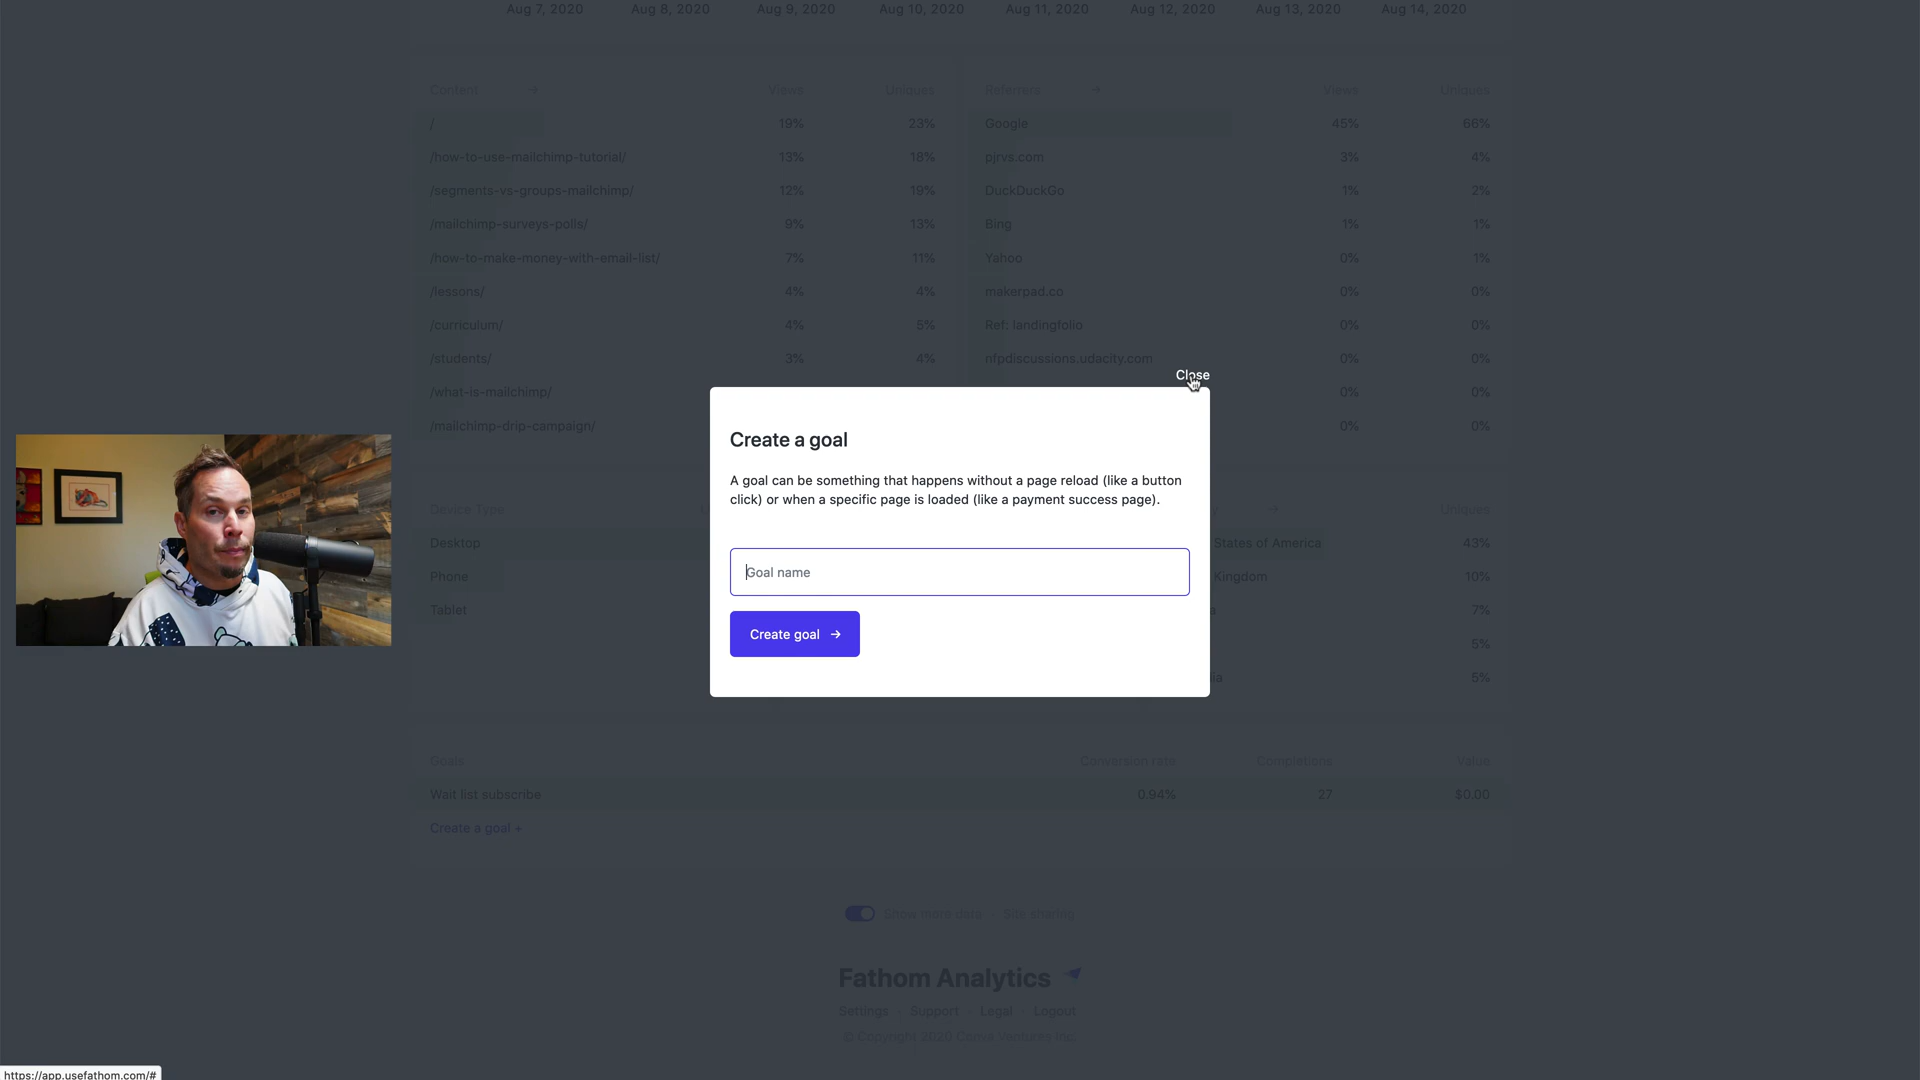 Aug 7, 2020 Aug 8, 2020 Aug 9, 2020 Aug 10, 2020 Aug 11, 2020 Aug 12, 2020 Aug 13, 2020 Aug 14, 2020
Content → Views Uniques
/ 19% 23%
/how-to-use-mailchimp-tutorial/ 13% 18%
/segments-vs-groups-mailchimp/ 12% 19%
/mailchimp-surveys-polls/ 9% 13%
/how-to-make-money-with-email-list/ 7% 11%
/lessons/ 4% 4%
/curriculum/ 4% 5%
/students/ 3% 4%
/what-is-mailchimp/
/mailchimp-drip-campaign/
Referrers → Views Uniques
Google 45% 66%
pjrvs.com 3% 4%
DuckDuckGo 1% 2%
Bing 1% 1%
Yahoo 0% 1%
makerpad.co 0% 0%
Ref: landingfolio 0% 0%
nfpdiscussions.udacity.com 0% 0%
0% 0%
0% 0%
Close
Create a goal
A goal can be something that happens without a page reload (like a button
click) or when a specific page is loaded (like a payment success page).
Goal name
Create goal →
Device Type
Desktop
Phone
Tablet
→ Uniques
States of America 43%
Kingdom 10%
7%
5%
5%
Goals Conversion rate Completions Value
Wait list subscribe 0.94% 27 $0.00
Create a goal +
Show more data · Site sharing
Fathom Analytics
Settings · Support · Legal · Logout
© Copyright 2020 Conva Ventures Inc.
https://app.usefathom.com/#